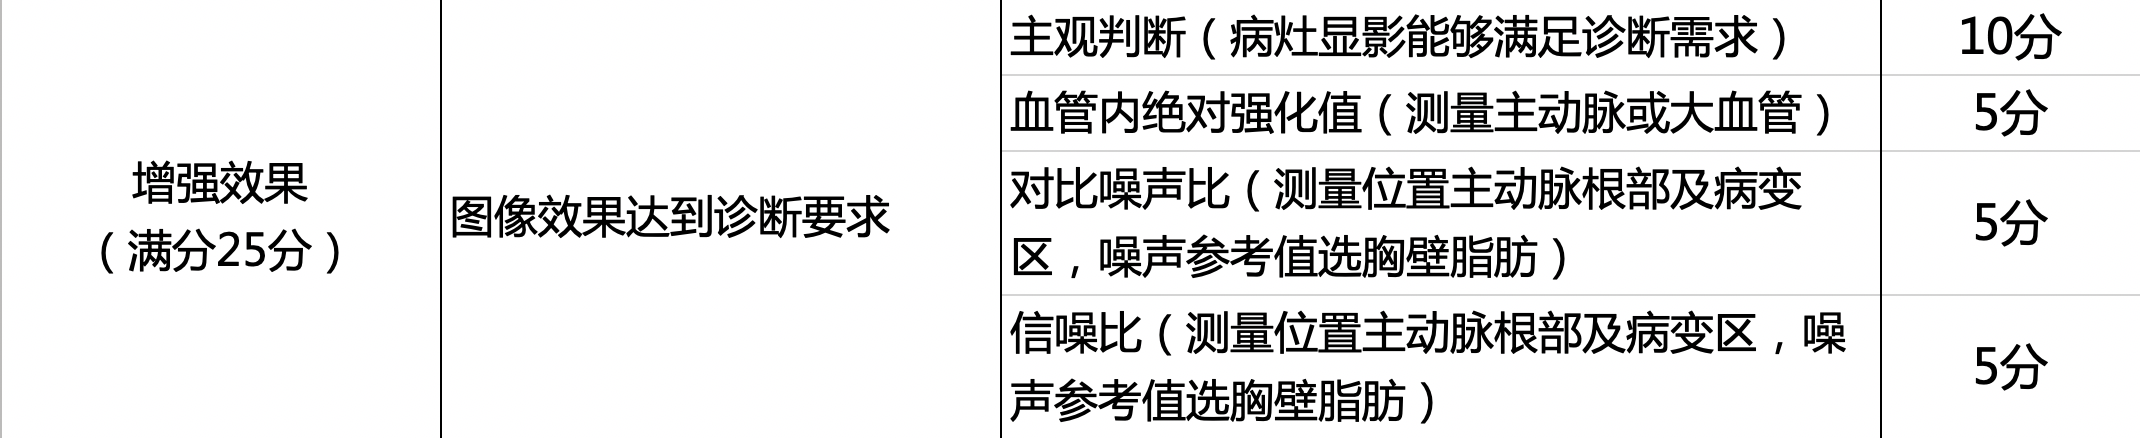 增强效果
（满分25分）
图像效果达到诊断要求
主观判断（病灶显影能够满足诊断需求）
10分
血管内绝对强化值（测量主动脉或大血管）
5分
对比噪声比（测量位置主动脉根部及病变
区，噪声参考值选胸壁脂肪）
5分
信噪比（测量位置主动脉根部及病变区，噪
声参考值选胸壁脂肪）
5分